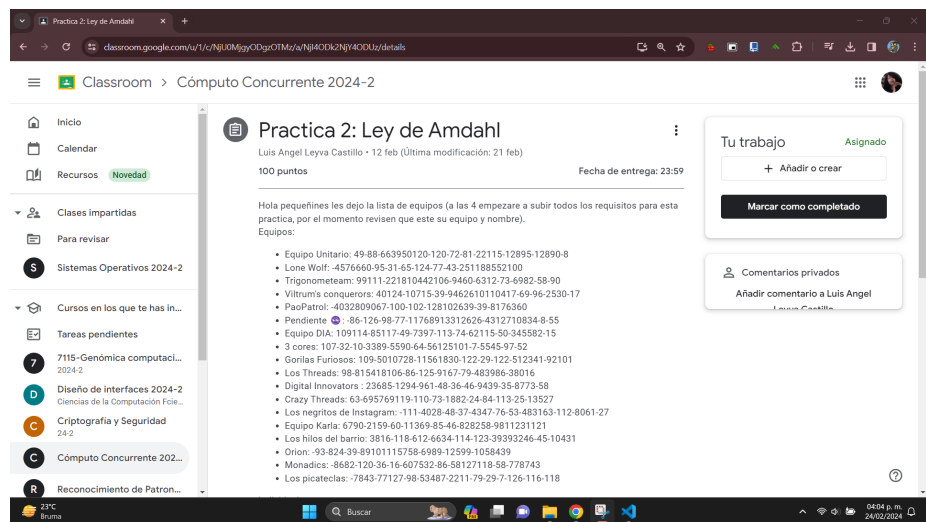 Practica 2: Ley de Amdahl
classroom.google.com/u/1/c/NjU0MjgyODgzOTMz/a/NjI4ODk2NjY4ODUz/details
Classroom > Cómputo Concurrente 2024-2
Inicio
Calendar
Recursos Novedad
Clases impartidas
Para revisar
S Sistemas Operativos 2024-2
Cursos en los que te has in...
Tareas pendientes
7 7115-Genómica computaci...
2024-2
D Diseño de interfaces 2024-2
Ciencias de la Computación Fcie...
C Criptografía y Seguridad
24-2
C Cómputo Concurrente 202...
R Reconocimiento de Patron...
Practica 2: Ley de Amdahl
Luis Angel Leyva Castillo • 12 feb (Última modificación: 21 feb)
100 puntos Fecha de entrega: 23:59
Hola pequeñines les dejo la lista de equipos (a las 4 empezare a subir todos los requisitos para esta
practica, por el momento revisen que este su equipo y nombre).
Equipos:
• Equipo Unitario: 49-88-663950120-120-72-81-22115-12895-12890-8
• Lone Wolf: -4576660-95-31-65-124-77-43-251188552100
• Trigonometeam: 99111-221810442106-9460-6312-73-6982-58-90
• Viltrum's conquerors: 40124-10715-39-9462610110417-69-96-2530-17
• PaoPatrol: -4032809067-100-102-128102639-39-8176360
• Pendiente : -86-126-98-77-11768913312626-4312710834-8-55
• Equipo DIA: 109114-85117-49-7397-113-74-62115-50-345582-15
• 3 cores: 107-32-10-3389-5590-64-56125101-7-5545-97-52
• Gorilas Furiosos: 109-5010728-11561830-122-29-122-512341-92101
• Los Threads: 98-815418106-86-125-9167-79-483986-38016
• Digital Innovators : 23685-1294-961-48-36-46-9439-35-8773-58
• Crazy Threads: 63-695769119-110-73-1882-24-84-113-25-13527
• Los negritos de Instagram: -111-4028-48-37-4347-76-53-483163-112-8061-27
• Equipo Karla: 6790-2159-60-11369-85-46-828258-9811231121
• Los hilos del barrio: 3816-118-612-6634-114-123-39393246-45-10431
• Orion: -93-824-39-89101115758-6989-12599-1058439
• Monadics: -8682-120-36-16-607532-86-58127118-58-778743
• Los picateclas: -7843-77127-98-53487-2211-79-29-7-126-116-118
Tu trabajo Asignado
+ Añadir o crear
Marcar como completado
Comentarios privados
Añadir comentario a Luis Angel
Leyva Castillo
23°C
Bruma
Buscar
04:04 p. m.
24/02/2024